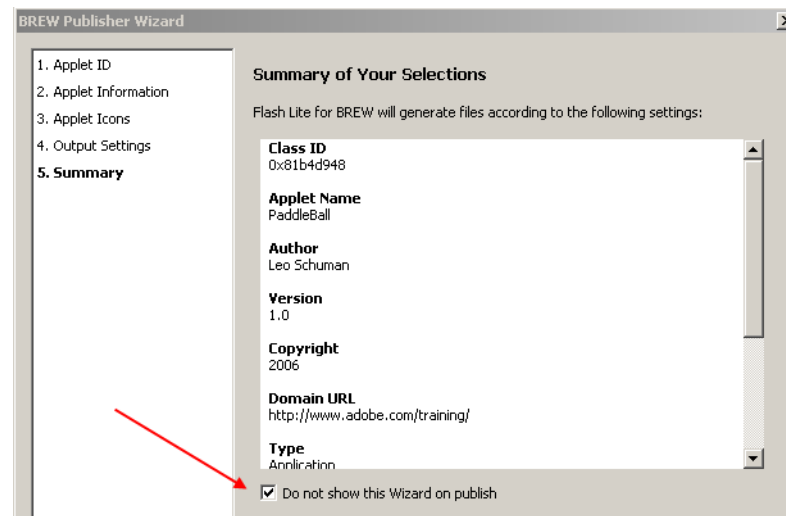 BREW Publisher Wizard
1. Applet ID
2. Applet Information
3. Applet Icons
4. Output Settings
5. Summary
Summary of Your Selections
Flash Lite for BREW will generate files according to the following settings:
Class ID
0x81b4d948
Applet Name
PaddleBall
Author
Leo Schuman
Version
1.0
Copyright
2006
Domain URL
http://www.adobe.com/training/
Type
Application
Do not show this Wizard on publish